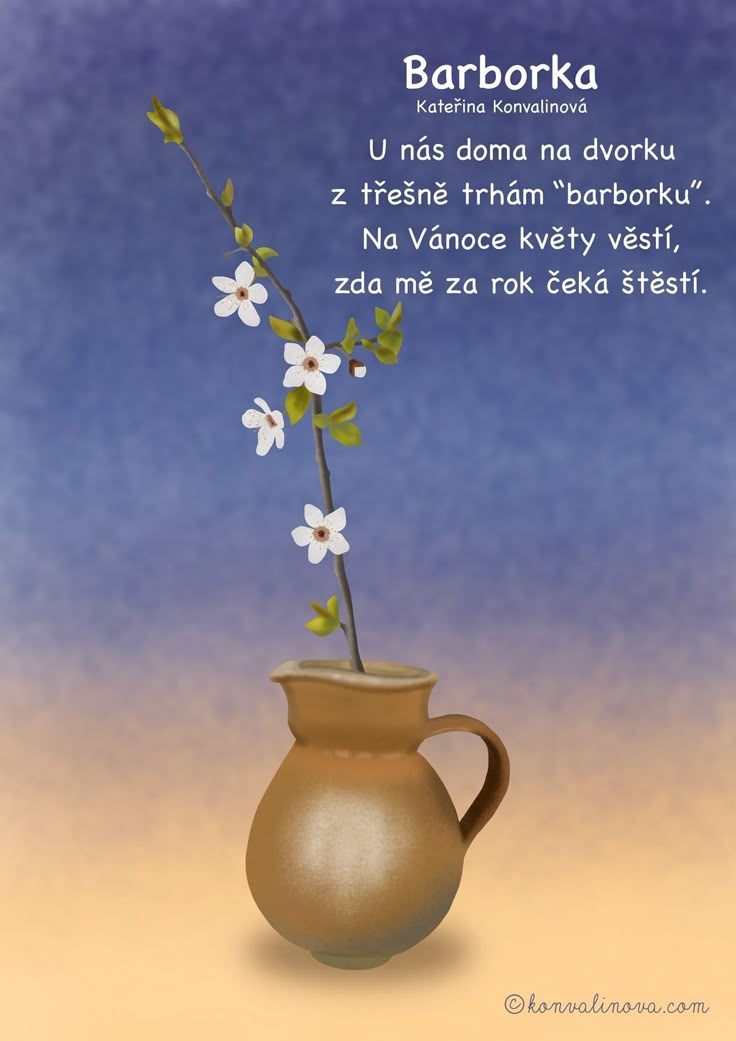 Barborka
Kateřina Konvalinová
U nás doma na dvorku
z třešně trhám “barborku”.
Na Vánoce květy věstí,
zda mě za rok čeká štěstí.
©konvalinova.com